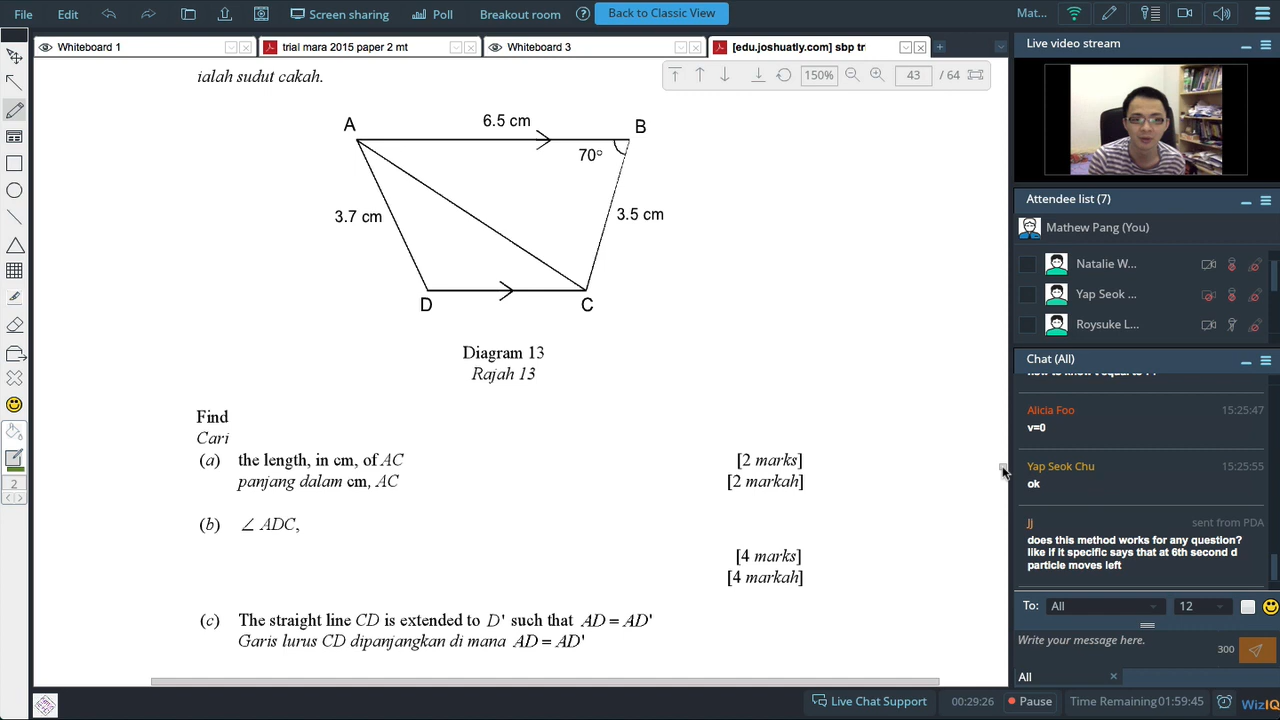 File Edit Screen sharing Poll Breakout room ? Back to Classic View Mat...
Whiteboard 1 trial mara 2015 paper 2 mt Whiteboard 3 [edu.joshuatly.com] sbp tr
Live video stream
150% 43 / 64
ialah sudut cakah.
A 6.5 cm B
70°
3.7 cm 3.5 cm
D C
Diagram 13
Rajah 13
Find
Cari
(a) the length, in cm, of AC [2 marks]
panjang dalam cm, AC [2 markah]
(b) ∠ ADC,
[4 marks]
[4 markah]
(c) The straight line CD is extended to D' such that AD = AD'
Garis lurus CD dipanjangkan di mana AD = AD'
2
Attendee list (7)
Mathew Pang (You)
Natalie W...
Yap Seok ...
Roysuke L...
Chat (All)
Alicia Foo 15:25:47
v=0
Yap Seok Chu 15:25:55
ok
Jj sent from PDA
does this method works for any question?
like if it specific says that at 6th second d
particle moves left
To: All 12
Write your message here.
300
All
Live Chat Support 00:29:26 Pause Time Remaining 01:59:45 WizIQ